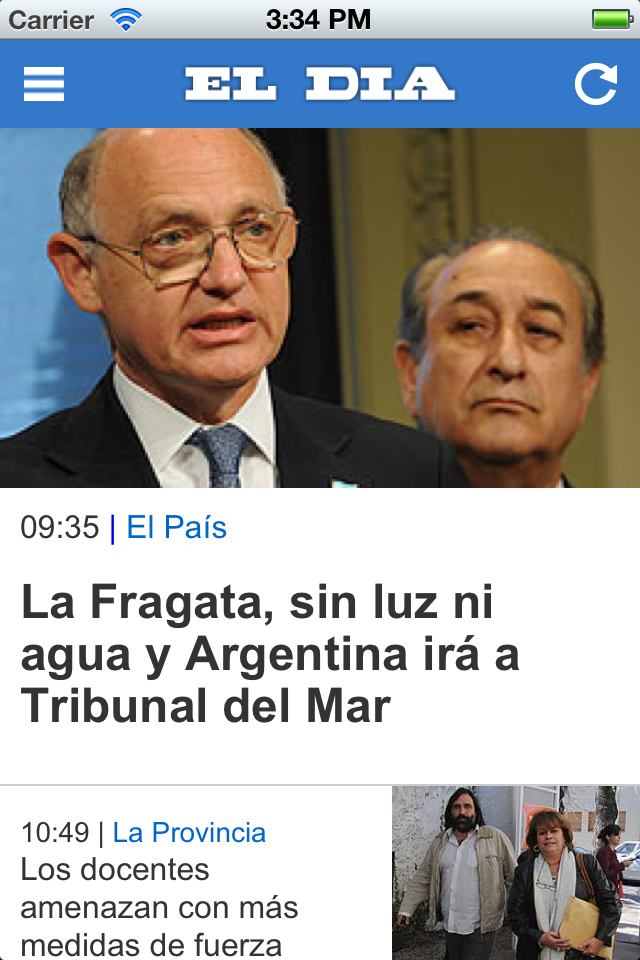 Carrier 3:34 PM
EL DIA
09:35 | El País
La Fragata, sin luz ni
agua y Argentina irá a
Tribunal del Mar
10:49 | La Provincia
Los docentes
amenazan con más
medidas de fuerza